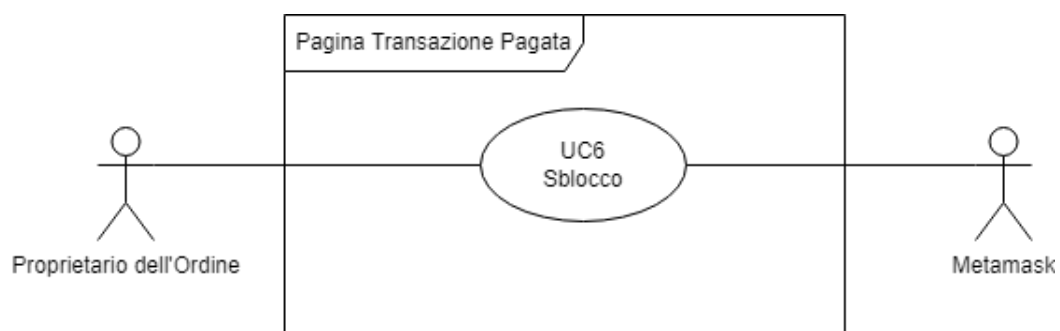 Pagina Transazione Pagata
UC6
Sblocco
Proprietario dell'Ordine
Metamask